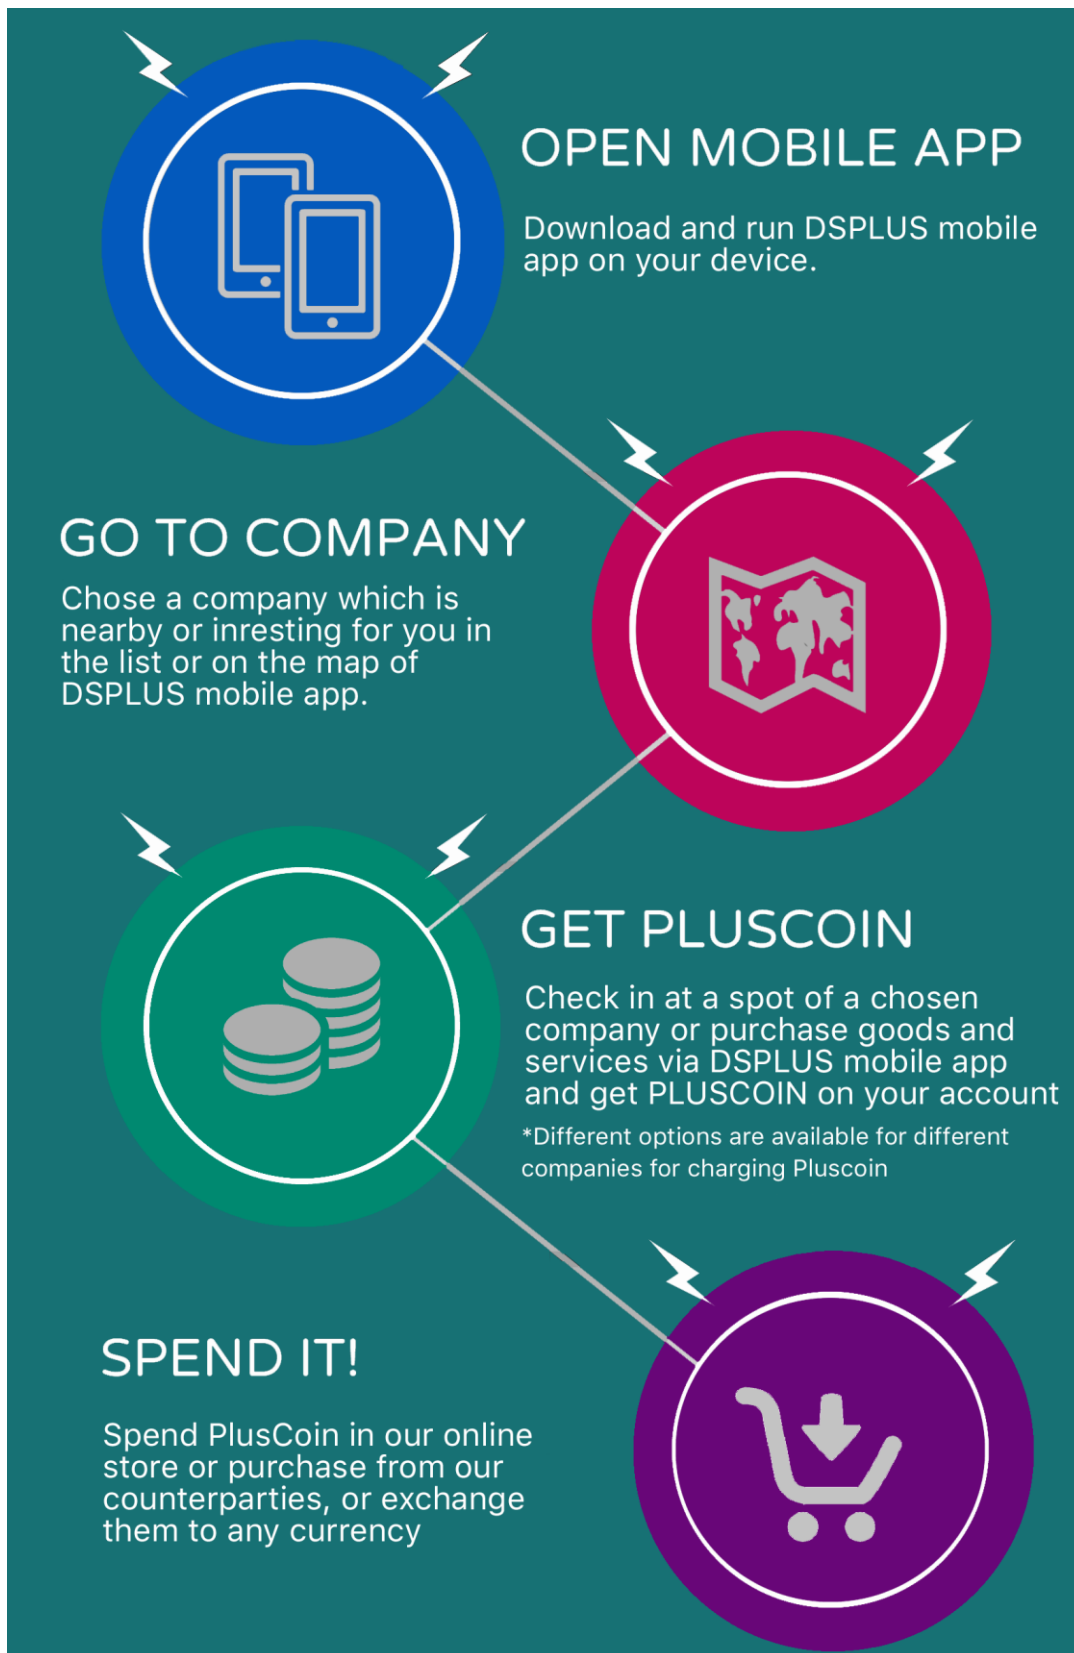 OPEN MOBILE APP
Download and run DSPLUS mobile
app on your device.
GO TO COMPANY
Chose a company which is
nearby or inresting for you in
the list or on the map of
DSPLUS mobile app.
GET PLUSCOIN
Check in at a spot of a chosen
company or purchase goods and
services via DSPLUS mobile app
and get PLUSCOIN on your account
*Different options are available for different
companies for charging Pluscoin
SPEND IT!
Spend PlusCoin in our online
store or purchase from our
counterparties, or exchange
them to any currency